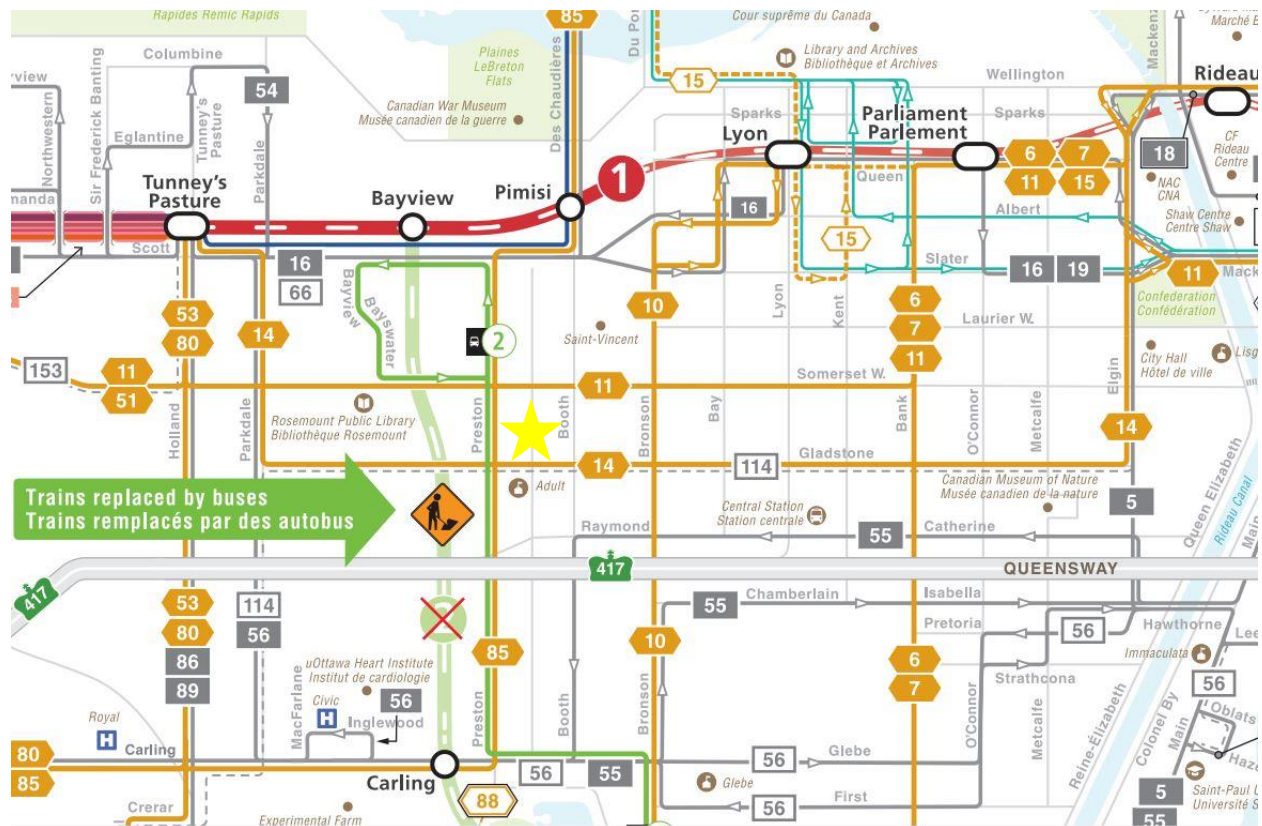 Rapides Remic Rapids
Columbine
Sir Frederick Banting
Northwestern
Eglantine
Tunney's
Pasture
Parkdale
54
Plaines
LeBreton
Flats
Canadian War Museum
Musée canadien de la guerre
Des Chaudières
85
Cour suprême du Canada
Library and Archives
Bibliothèque et Archives
15
Wellington
Sparks
Sparks
Marché
Rideau
Lyon
Parliament
Parlement
6
7
11
15
18
CF
Rideau
Centre
NAC
CNA
Shaw Centre
Centre Shaw
Tunney's
Pasture
Bayview
Pimisi
1
Queen
16
Albert
15
Scott
16
66
Slater
16
19
11
Confederation
Confédération
Bayview
Bayswater
2
53
80
14
10
6
7
11
Lyon
Kent
Laurier W.
Saint-Vincent
City Hall
Hôtel de ville
153
11
51
11
Somerset W.
Elgin
Holland
Parkdale
Rosemount Public Library
Bibliothèque Rosemount
Preston
Booth
Bronson
Bay
Bank
O'Connor
Metcalfe
14
14
114
Gladstone
Adult
Canadian Museum of Nature
Musée canadien de la nature
Queen Elizabeth
Rideau Canal
Main
Trains replaced by buses
Trains remplacés par des autobus
Central Station
Station centrale
5
Raymond
55
Catherine
417
417
QUEENSWAY
53
80
86
89
114
56
55
Chamberlain
Isabella
Pretoria
56
Hawthorne
10
85
6
7
Immaculata
Strathcona
uOttawa Heart Institute
Institut de cardiologie
Civic
H
MacFarlane
Inglewood
56
Preston
Booth
Bronson
O'Connor
Metcalfe
Reine-Élizabeth
Colonel By
Main
56
Oblats
Royal
H
Carling
80
85
Carling
56
55
56
Glebe
Glebe
56
First
88
Crerar
Experimental Farm
5
55